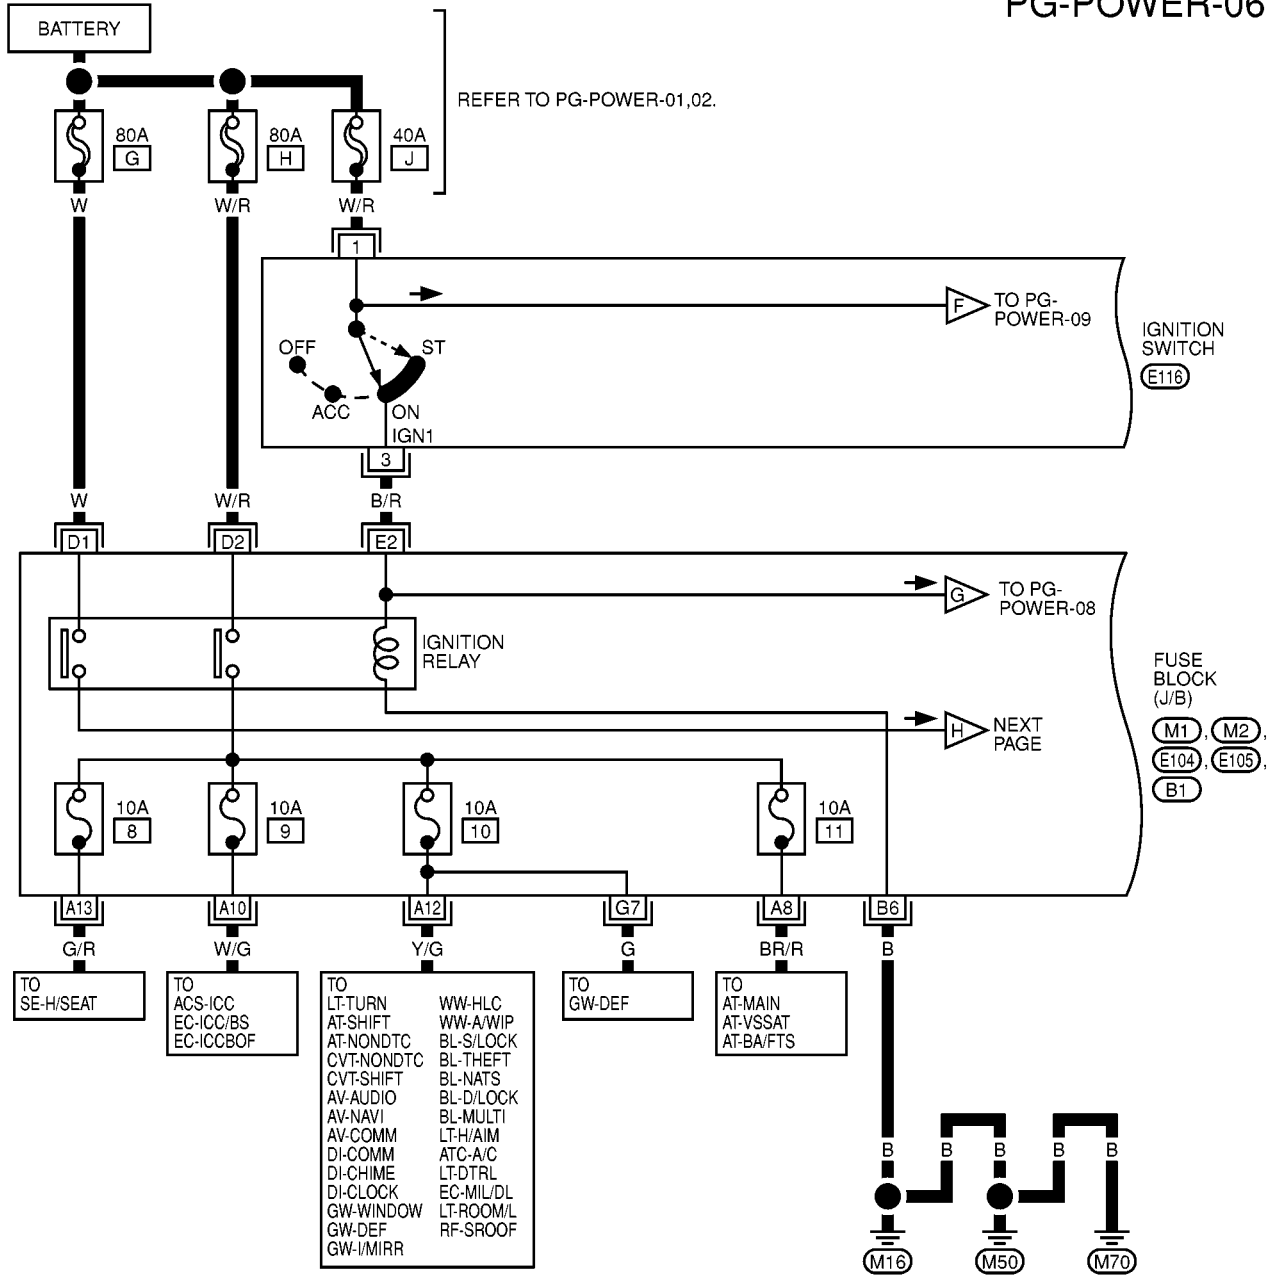 PG-POWER-06
BATTERY
REFER TO PG-POWER-01,02.
80A
G
80A
H
40A
J
W
W/R
W/R
1
F
TO PG-
POWER-09
IGNITION
SWITCH
E116
OFF
ST
ACC
ON
IGN1
3
W
W/R
B/R
D1
D2
E2
G
TO PG-
POWER-08
IGNITION
RELAY
FUSE
BLOCK
(J/B)
M1 , M2 ,
E104 , E105 ,
B1
H
NEXT
PAGE
10A
8
10A
9
10A
10
10A
11
A13
A10
A12
G7
A8
B6
G/R
W/G
Y/G
G
BR/R
B
TO
SE-H/SEAT
TO
ACS-ICC
EC-ICC/BS
EC-ICCBOF
TO
LT-TURN
AT-SHIFT
AT-NONDTC
CVT-NONDTC
CVT-SHIFT
AV-AUDIO
AV-NAVI
AV-COMM
DI-COMM
DI-CHIME
DI-CLOCK
GW-WINDOW
GW-DEF
GW-I/MIRR
WW-HLC
WW-A/WIP
BL-S/LOCK
BL-THEFT
BL-NATS
BL-D/LOCK
BL-MULTI
LT-H/AIM
ATC-A/C
LT-DTRL
EC-MIL/DL
LT-ROOM/L
RF-SROOF
TO
GW-DEF
TO
AT-MAIN
AT-VSSAT
AT-BA/FTS
B
B
B
B
B
M16
M50
M70